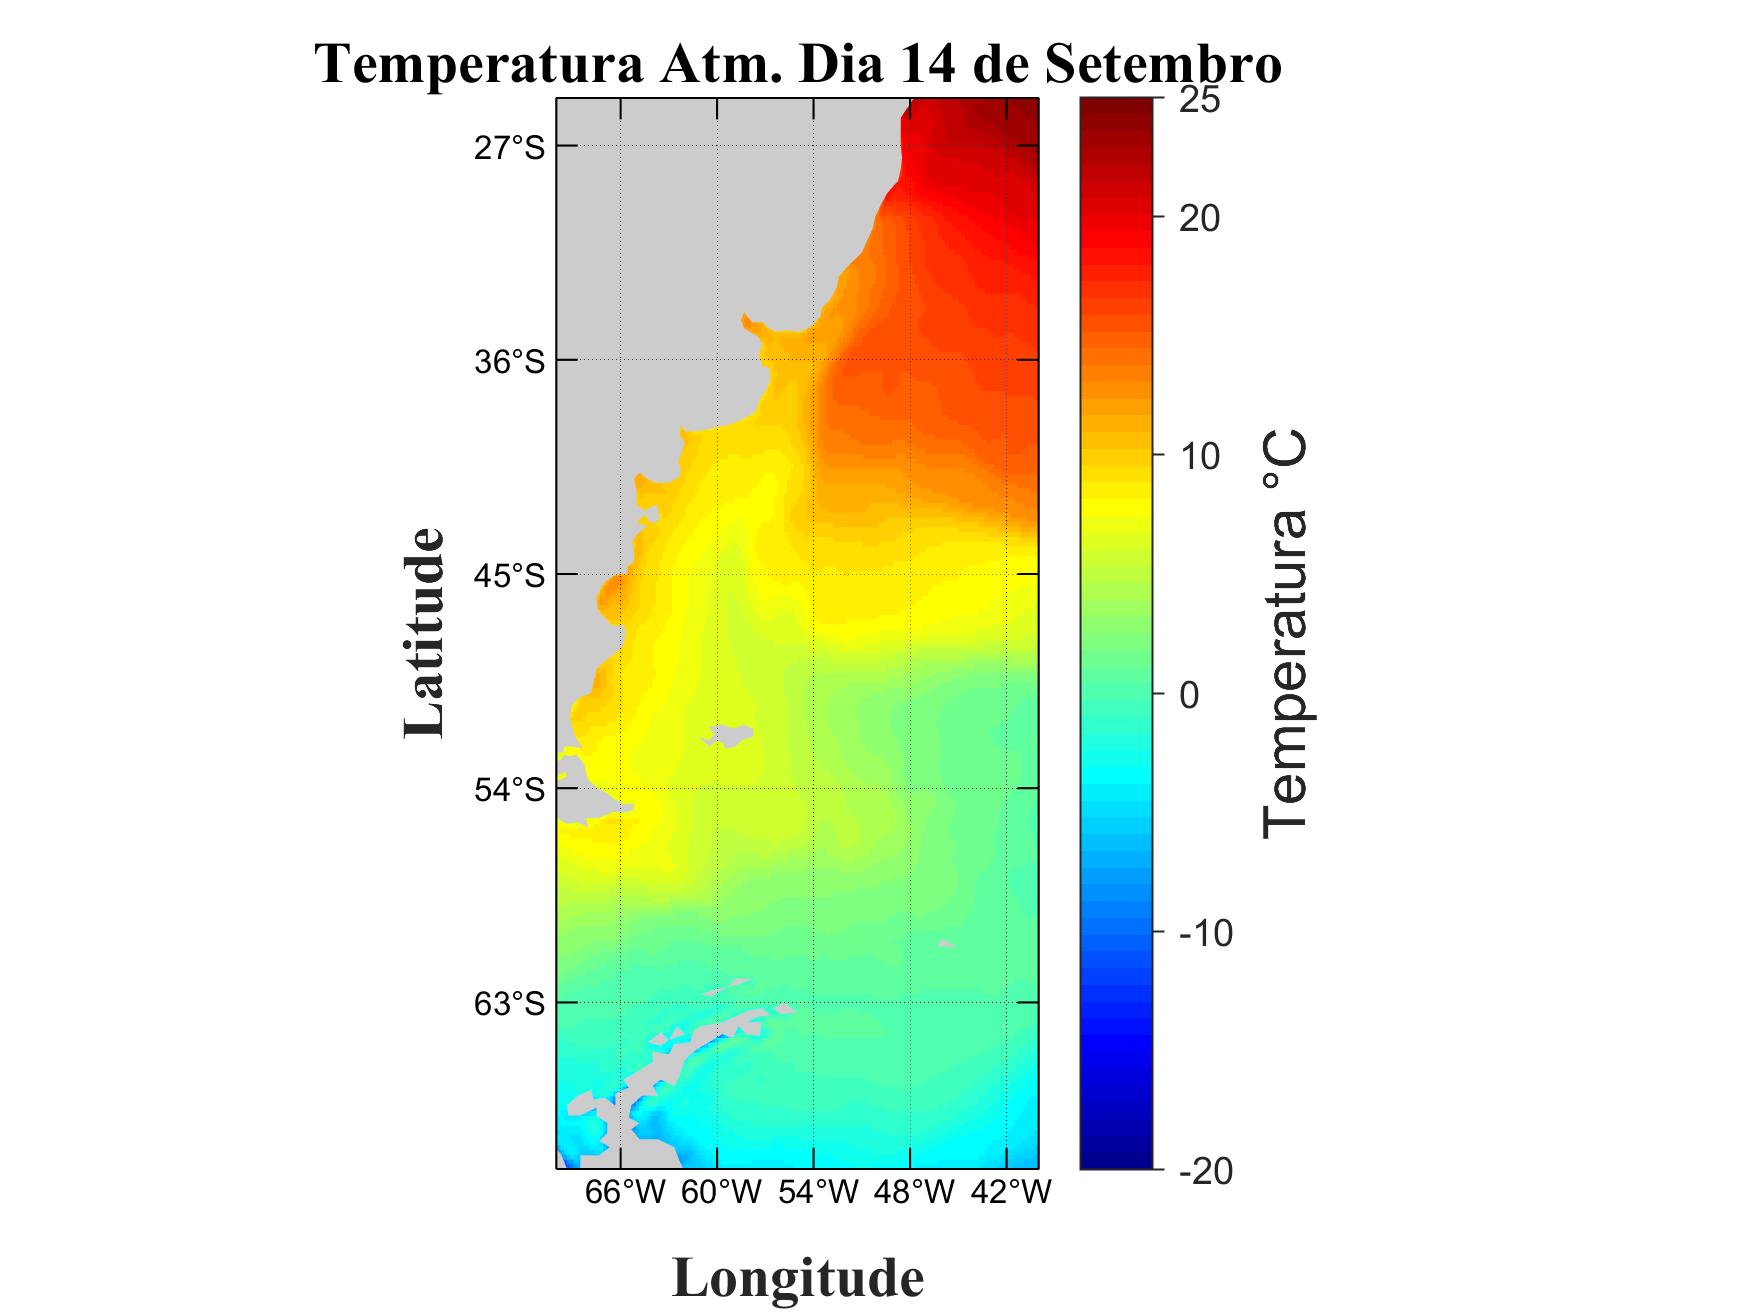 Temperatura Atm. Dia 14 de Setembro
25
27°S
20
36°S
10
45°S
0
54°S
-10
63°S
-20
66°W 60°W 54°W 48°W 42°W
Latitude
Temperatura °C
Longitude